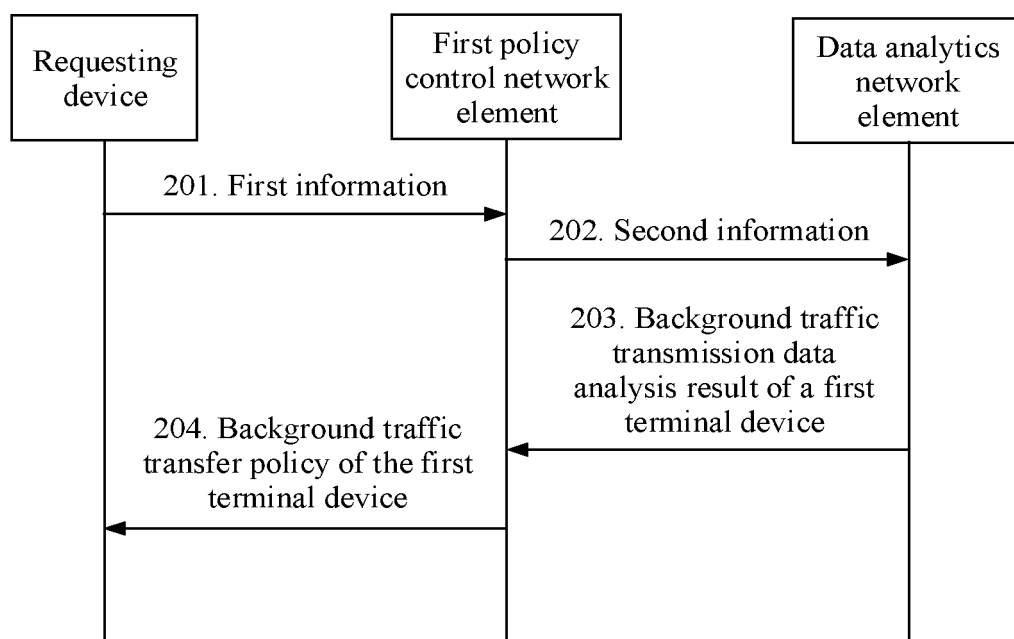 Requesting
device
First policy
control network
element
Data analytics
network
element
201. First information
202. Second information
203. Background traffic
transmission data
analysis result of a first
terminal device
204. Background traffic
transfer policy of the first
terminal device